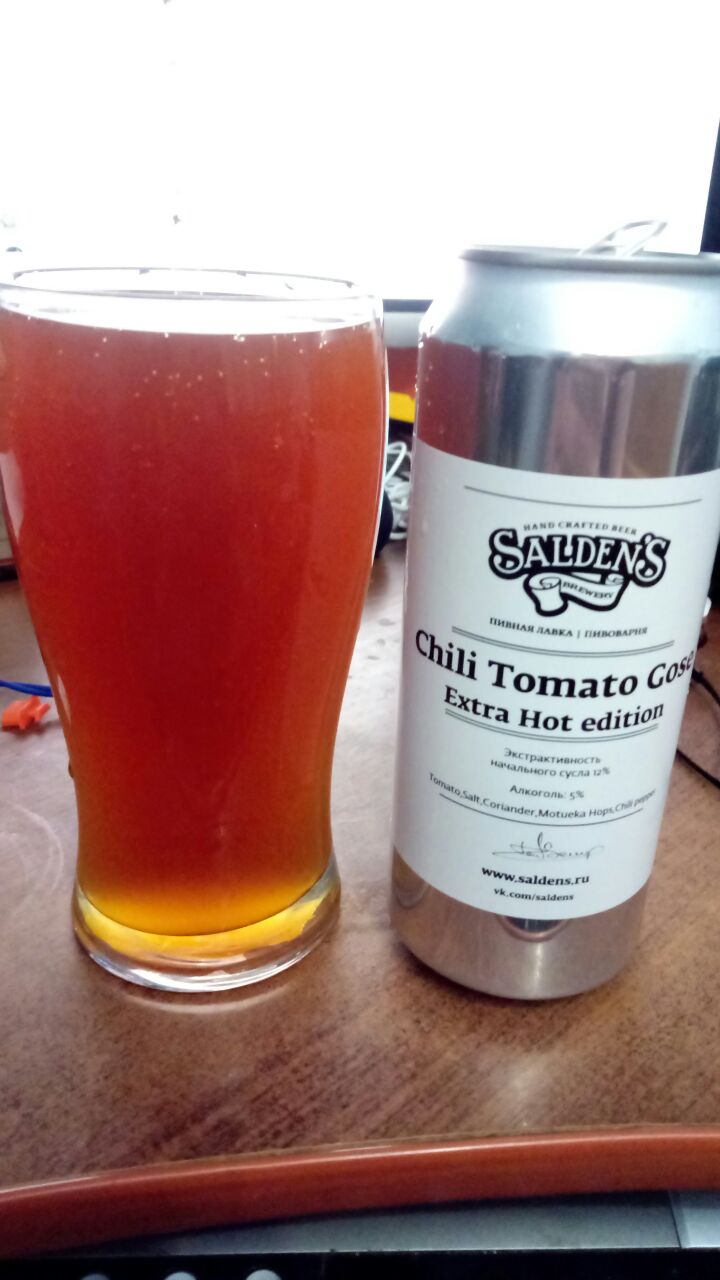 HAND CRAFTED BEER
SALDEN'S
BREWERY
ПИВНАЯ ЛАВКА | ПИВОВАРНЯ
Chili Tomato Gose
Extra Hot edition
Экстрактивность
начального сусла 12%
Алкоголь: 5%
Tomato,Salt,Coriander,Motueka Hops,Chili pepper
www.saldens.ru
vk.com/saldens